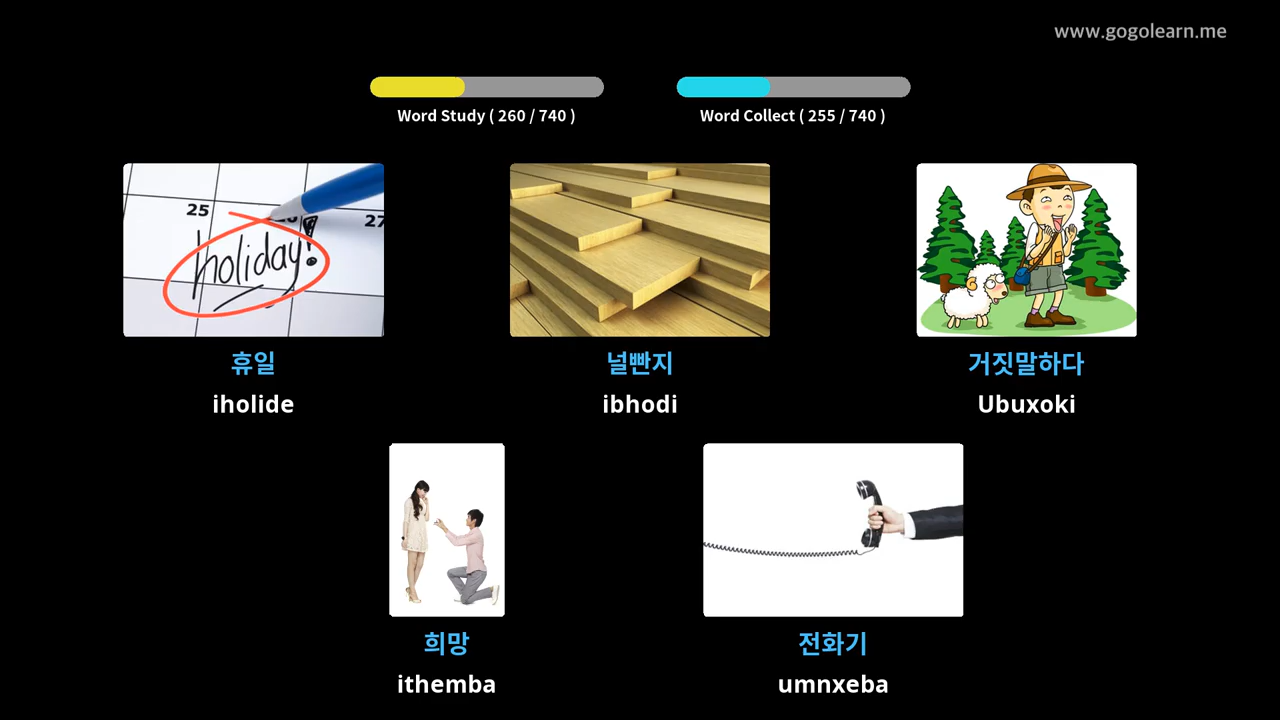 www.gogolearn.me
Word Study ( 260 / 740 )
Word Collect ( 255 / 740 )
25
27
holiday!
휴일
iholide
널빤지
ibhodi
거짓말하다
Ubuxoki
희망
ithemba
전화기
umnxeba